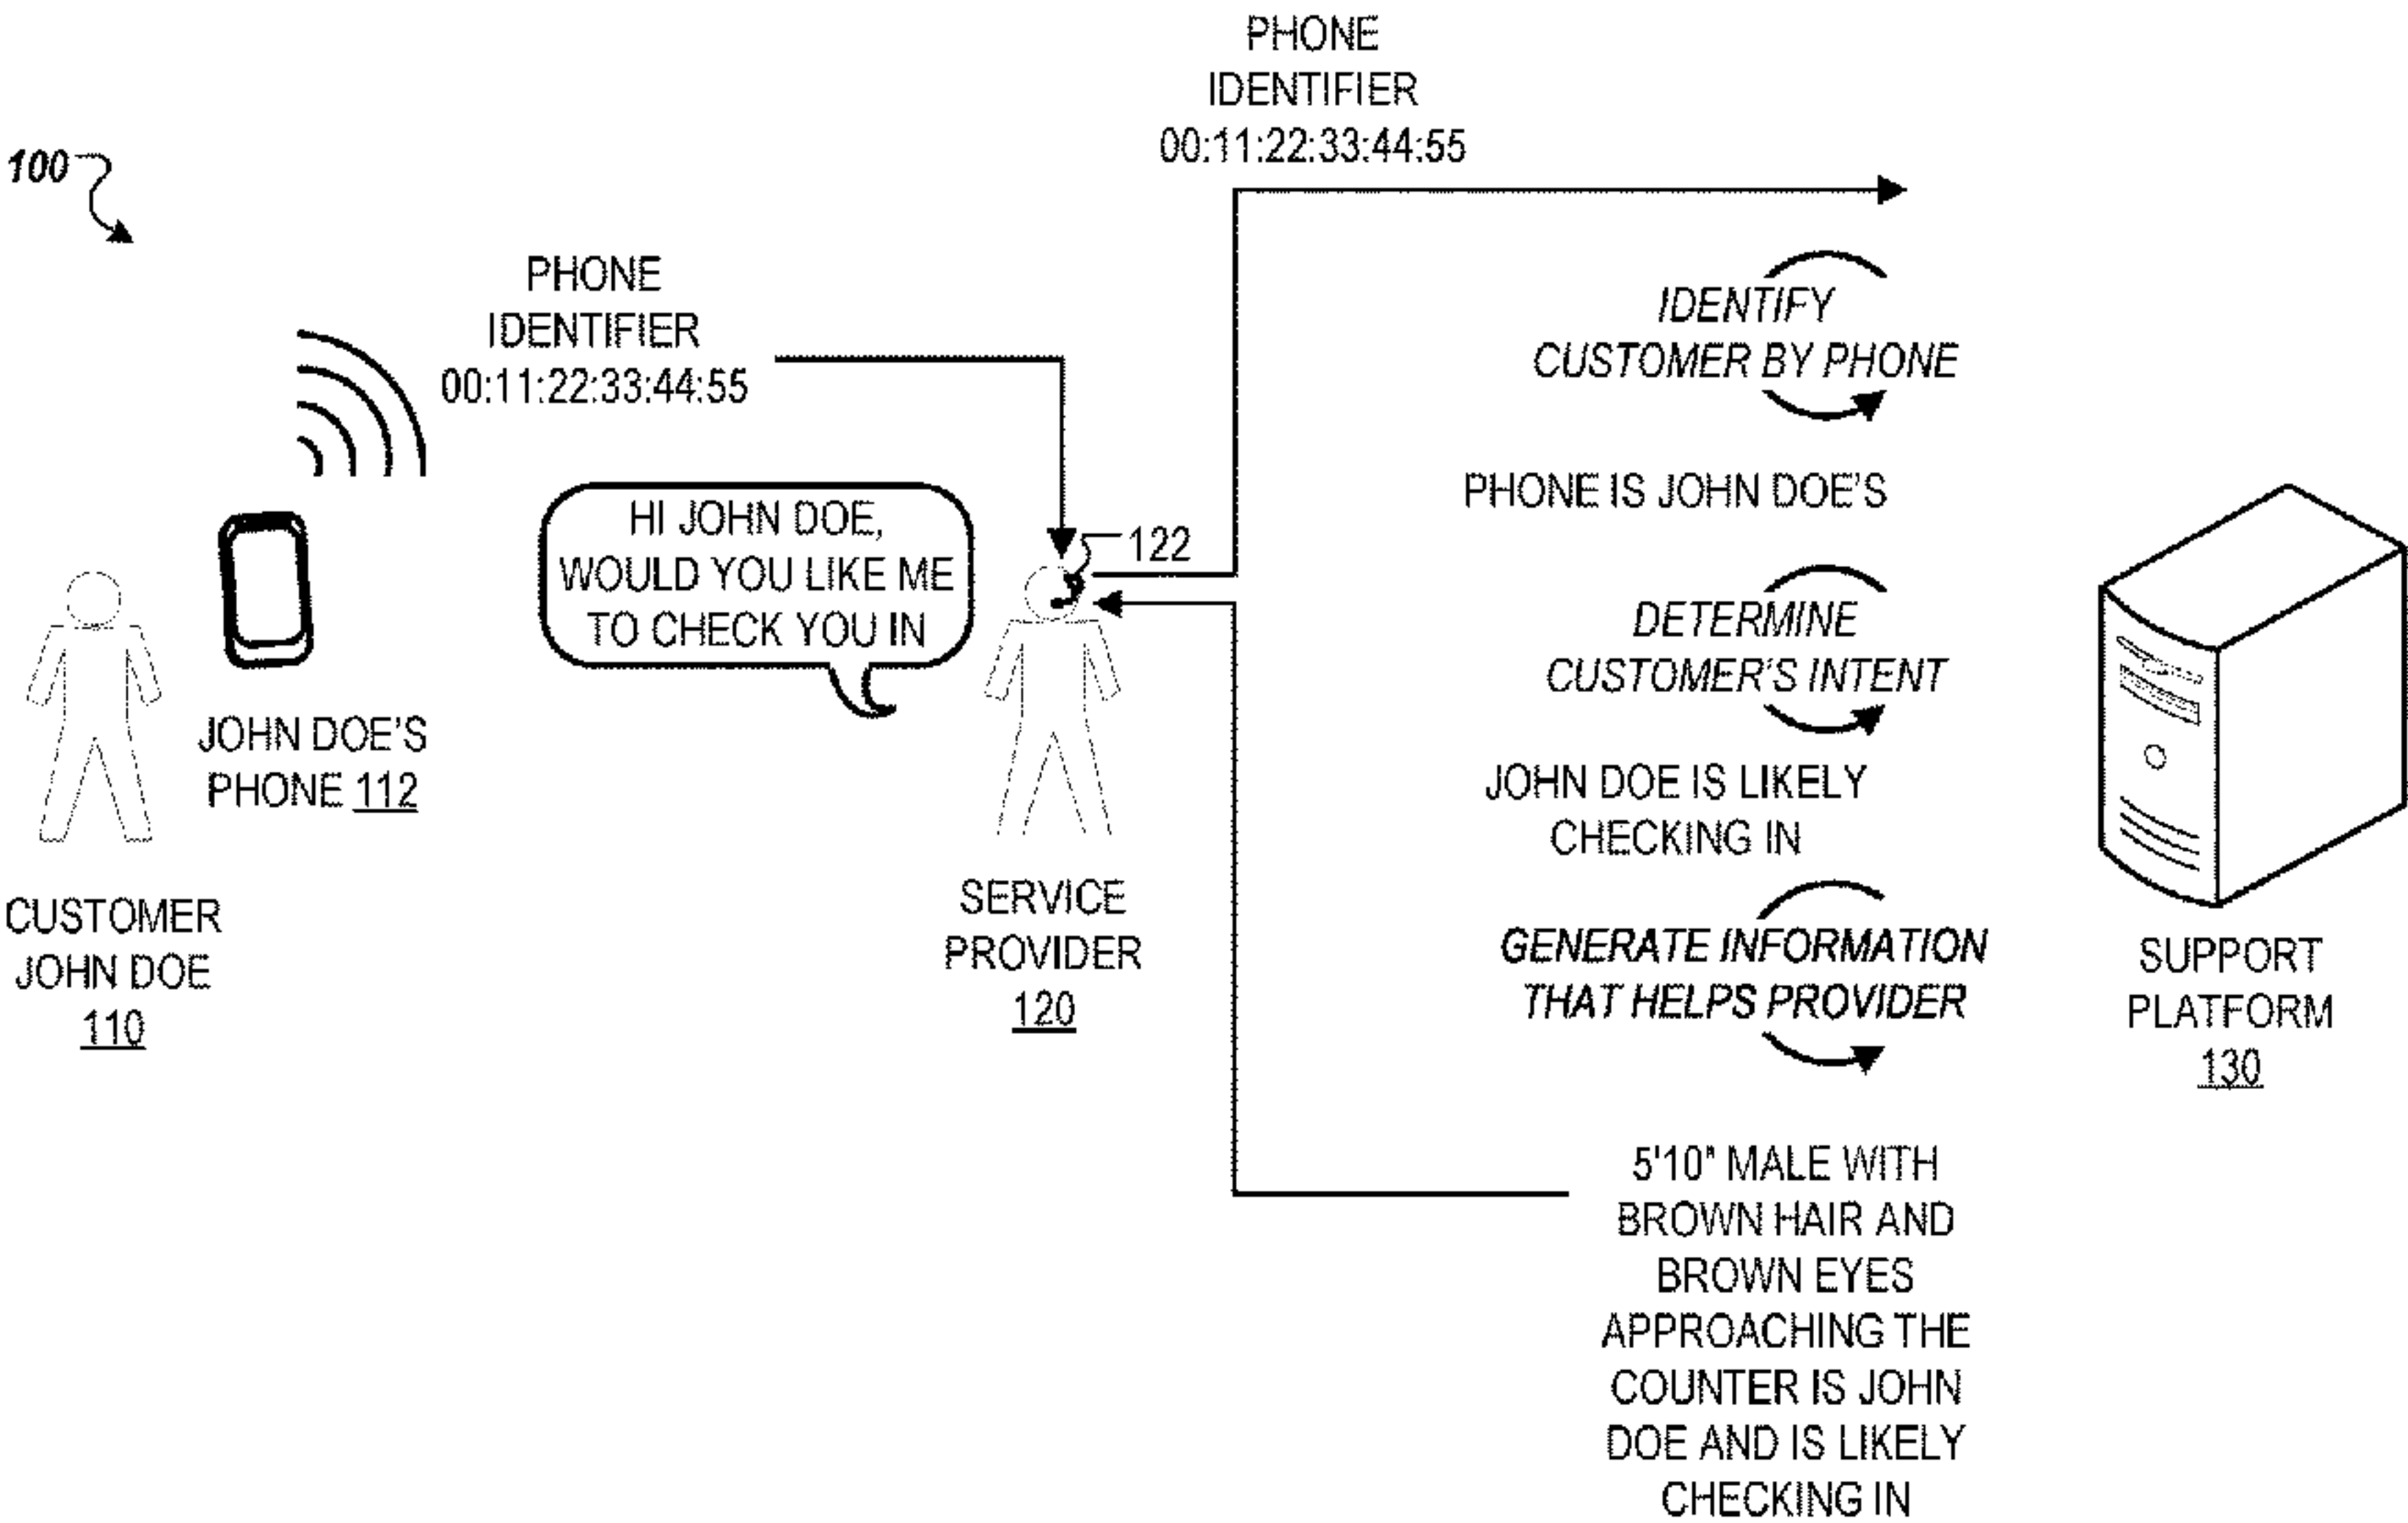 PHONE
IDENTIFIER
00:11:22:33:44:55
100
PHONE
IDENTIFIER
00:11:22:33:44:55
IDENTIFY
CUSTOMER BY PHONE
PHONE IS JOHN DOE'S
HI JOHN DOE,
WOULD YOU LIKE ME
TO CHECK YOU IN
122
DETERMINE
CUSTOMER'S INTENT
JOHN DOE'S
PHONE 112
JOHN DOE IS LIKELY
CHECKING IN
CUSTOMER
JOHN DOE
110
SERVICE
PROVIDER
120
GENERATE INFORMATION
THAT HELPS PROVIDER
SUPPORT
PLATFORM
130
5'10" MALE WITH
BROWN HAIR AND
BROWN EYES
APPROACHING THE
COUNTER IS JOHN
DOE AND IS LIKELY
CHECKING IN